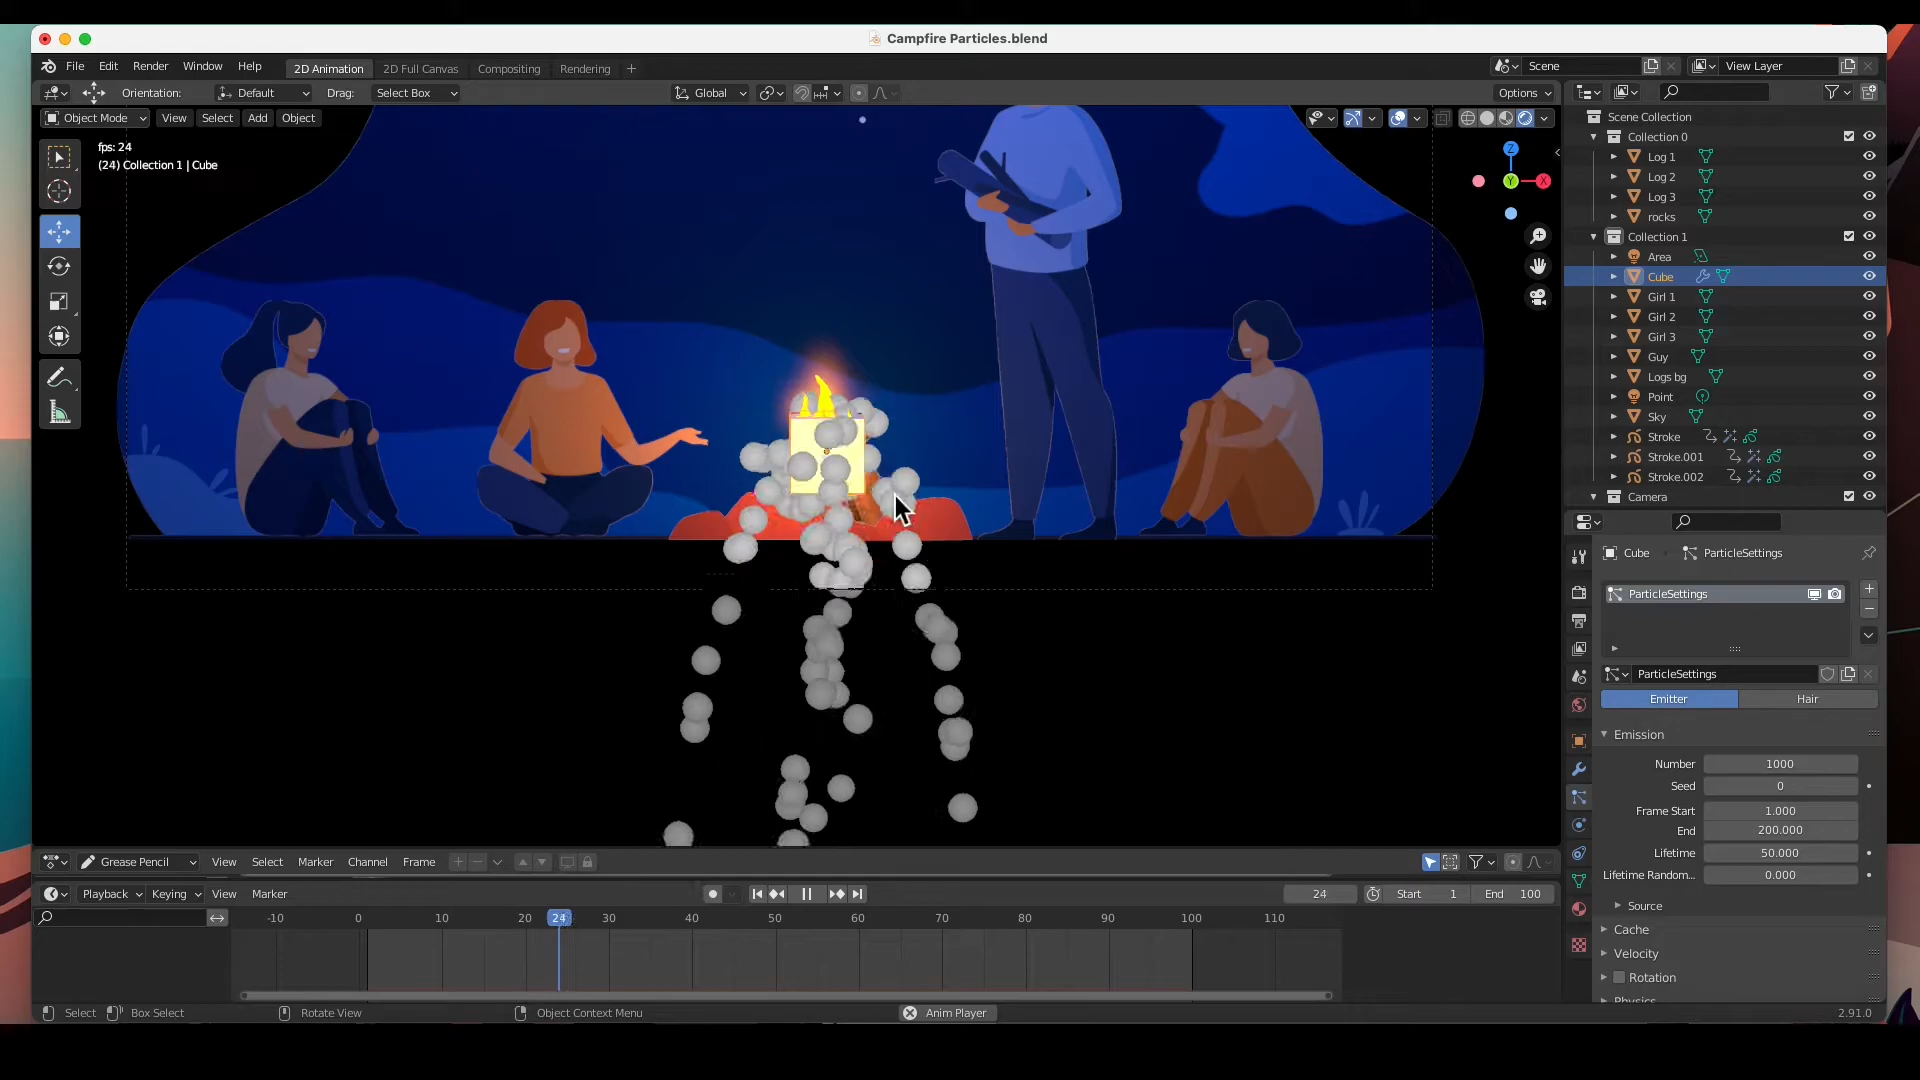 Campfire Particles.blend
File Edit Render Window Help 2D Animation 2D Full Canvas Compositing Rendering + Scene View Layer
Orientation: Default Drag: Select Box Global Options
Object Mode View Select Add Object
fps: 24
(24) Collection 1 | Cube
Z
Y
X
Scene Collection
Collection 0
Log 1
Log 2
Log 3
rocks
Collection 1
Area
Cube
Girl 1
Girl 2
Girl 3
Guy
Logs bg
Point
Sky
Stroke
Stroke.001
Stroke.002
Camera
Cube ParticleSettings
ParticleSettings
ParticleSettings
Emitter Hair
Emission
Number 1000
Seed 0
Frame Start 1.000
End 200.000
Lifetime 50.000
Lifetime Random... 0.000
Source
Cache
Velocity
Rotation
Physics
Grease Pencil View Select Marker Channel Frame
Playback Keying View Marker 24 Start 1 End 100
-10 0 10 20 24 30 40 50 60 70 80 90 100 110
Select Box Select Rotate View Object Context Menu Anim Player 2.91.0